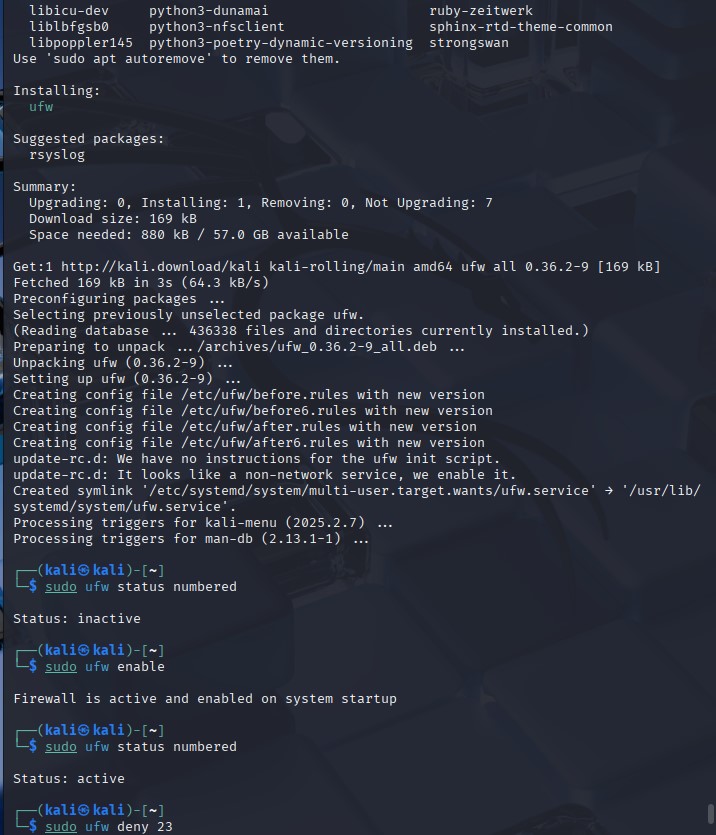 libicu-dev python3-dunamai ruby-zeitwerk
liblbfgsb0 python3-nfsclient sphinx-rtd-theme-common
libpoppler145 python3-poetry-dynamic-versioning strongswan
Use 'sudo apt autoremove' to remove them.
Installing:
ufw
Suggested packages:
rsyslog
Summary:
Upgrading: 0, Installing: 1, Removing: 0, Not Upgrading: 7
Download size: 169 kB
Space needed: 880 kB / 57.0 GB available
Get:1 http://kali.download/kali kali-rolling/main amd64 ufw all 0.36.2-9 [169 kB]
Fetched 169 kB in 3s (64.3 kB/s)
Preconfiguring packages ...
Selecting previously unselected package ufw.
(Reading database ... 436338 files and directories currently installed.)
Preparing to unpack .../archives/ufw_0.36.2-9_all.deb ...
Unpacking ufw (0.36.2-9) ...
Setting up ufw (0.36.2-9) ...
Creating config file /etc/ufw/before.rules with new version
Creating config file /etc/ufw/before6.rules with new version
Creating config file /etc/ufw/after.rules with new version
Creating config file /etc/ufw/after6.rules with new version
update-rc.d: We have no instructions for the ufw init script.
update-rc.d: It looks like a non-network service, we enable it.
Created symlink '/etc/systemd/system/multi-user.target.wants/ufw.service' → '/usr/lib/
systemd/system/ufw.service'.
Processing triggers for kali-menu (2025.2.7) ...
Processing triggers for man-db (2.13.1-1) ...
┌──(kali㉿kali)-[~]
└─$ sudo ufw status numbered
Status: inactive
┌──(kali㉿kali)-[~]
└─$ sudo ufw enable
Firewall is active and enabled on system startup
┌──(kali㉿kali)-[~]
└─$ sudo ufw status numbered
Status: active
┌──(kali㉿kali)-[~]
└─$ sudo ufw deny 23